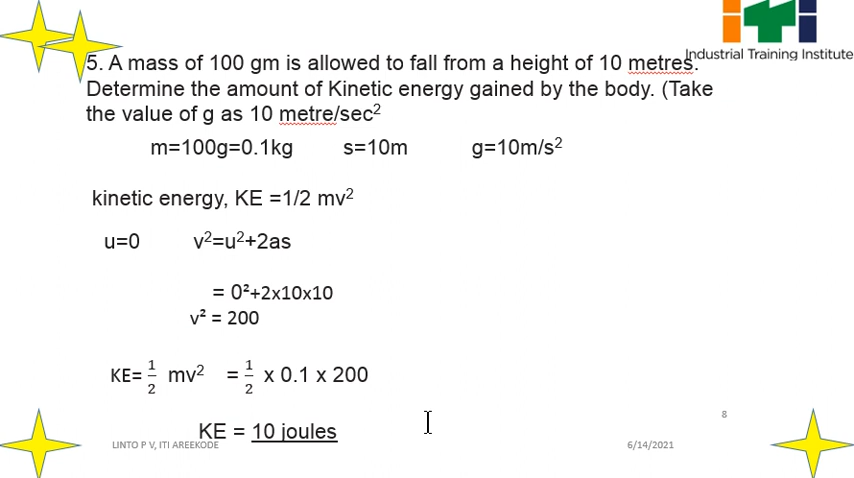 Industrial Training Institute
5. A mass of 100 gm is allowed to fall from a height of 10 metres.
Determine the amount of Kinetic energy gained by the body. (Take
the value of g as 10 metre/sec²
m=100g=0.1kg s=10m g=10m/s²
kinetic energy, KE =1/2 mv²
u=0 v²=u²+2as
= 0²+2x10x10
v² = 200
KE= 1/2 mv² = 1/2 x 0.1 x 200
8
KE = 10 joules
LINTO P V, ITI AREEKODE 6/14/2021